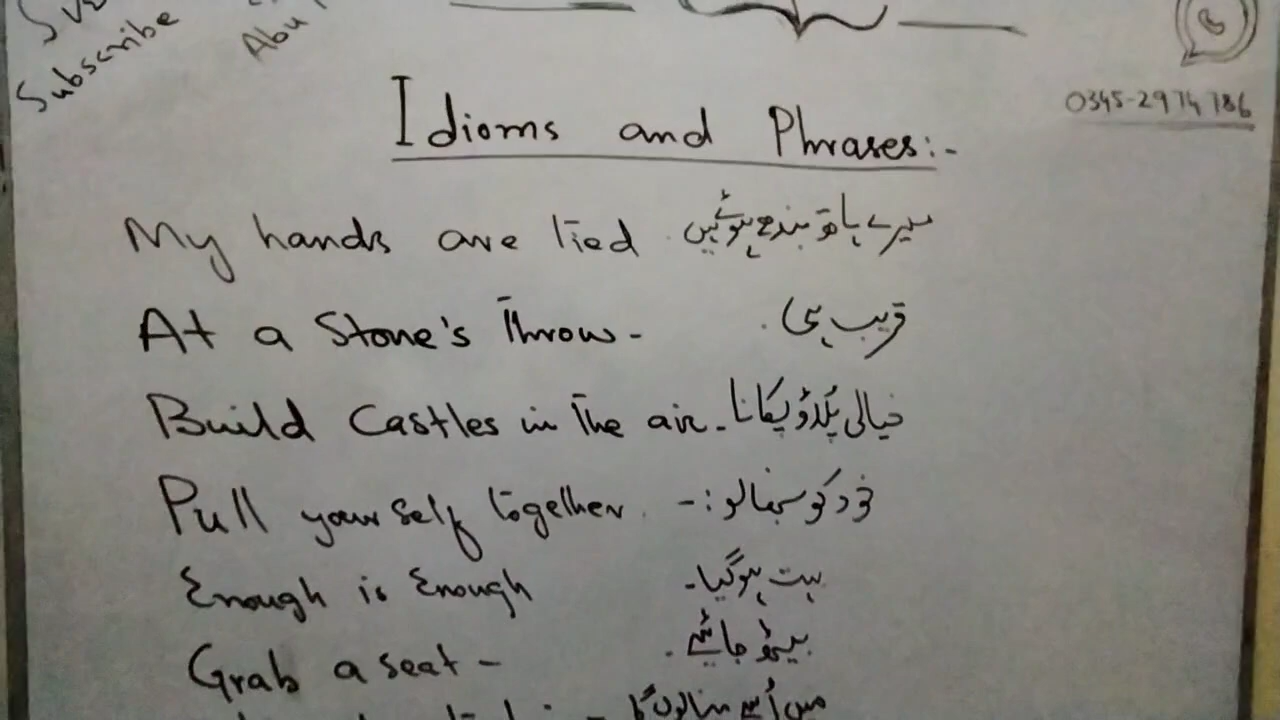 Subscribe
Abu
0345-2974786
Idioms and Phrases:-
My hands are tied میرے ہاتھ بندھے ہوئے ہیں
At a Stone's Throw - قریب ہی
Build Castles in the air - خیالی پلاؤ پکانا
Pull yourself together :- خود کو سنبھالو
Enough is Enough بہت ہو گیا۔
Grab a seat - بیٹھ جائیے